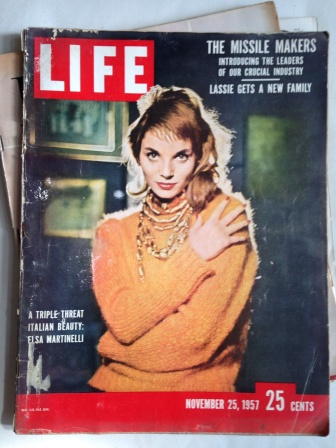 LIFE
THE MISSILE MAKERS
INTRODUCING THE LEADERS
OF OUR CRUCIAL INDUSTRY
LASSIE GETS A NEW FAMILY
A TRIPLE THREAT
ITALIAN BEAUTY:
ELSA MARTINELLI
NOVEMBER 25, 1957 25 CENTS